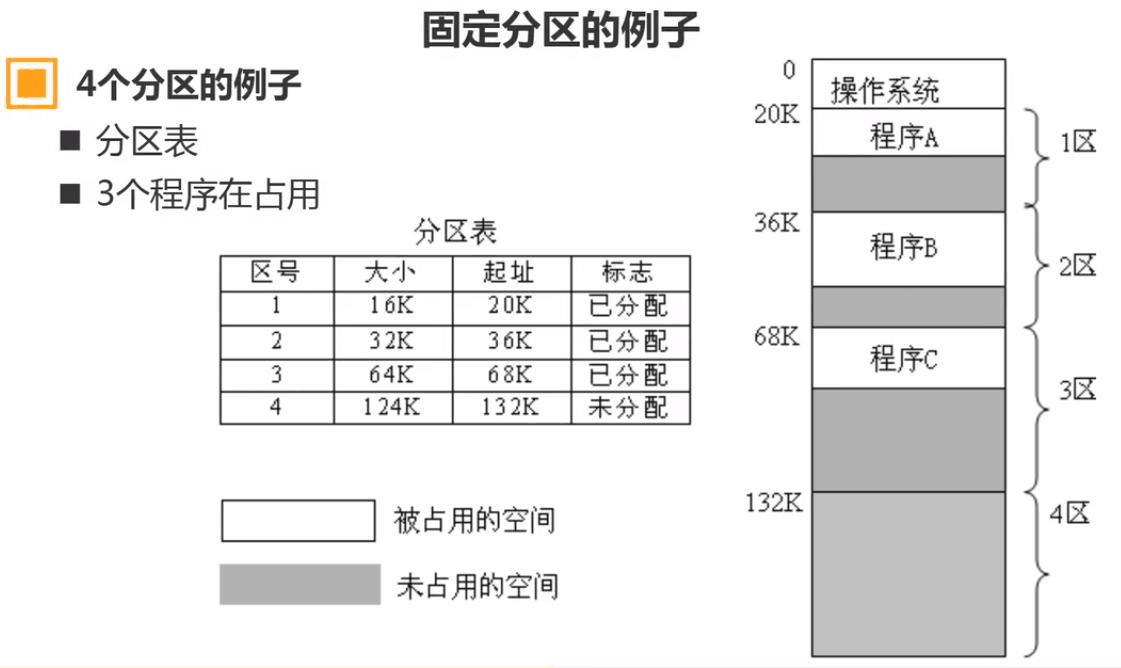 固定分区的例子
4个分区的例子
分区表
3个程序在占用
分区表
区号 大小 起址 标志
1 16K 20K 已分配
2 32K 36K 已分配
3 64K 68K 已分配
4 124K 132K 未分配
被占用的空间
未占用的空间
0
操作系统
20K
程序A
1区
36K
程序B
2区
68K
程序C
3区
132K
4区